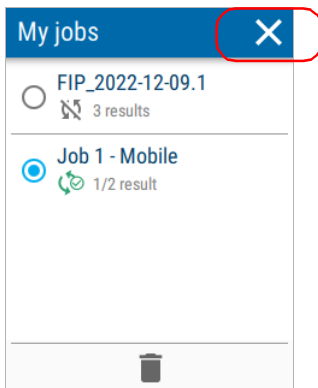 My jobs
FIP_2022-12-09.1
3 results
Job 1 - Mobile
1/2 result